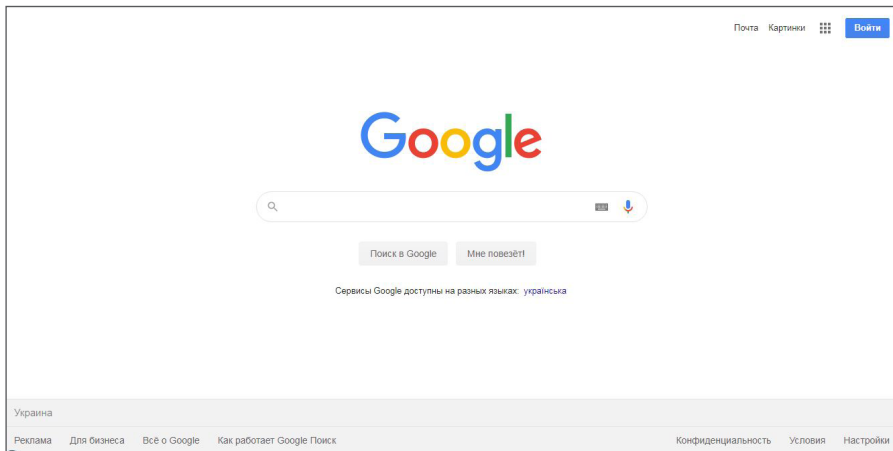 Почта Картинки Войти
Google
Поиск в Google Мне повезёт!
Сервисы Google доступны на разных языках: українська
Украина
Реклама Для бизнеса Всё о Google Как работает Google Поиск Конфиденциальность Условия Настройки